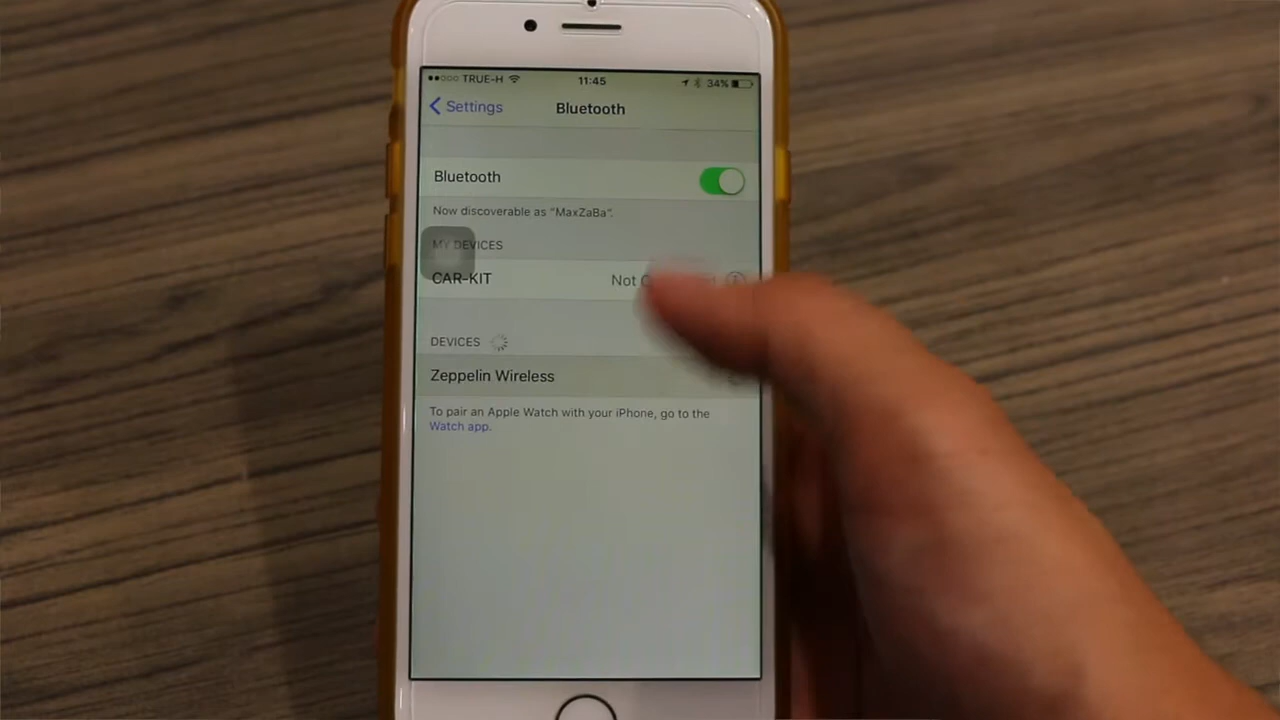 TRUE-H 11:45 34%
Settings Bluetooth
Bluetooth
Now discoverable as "MaxZaBa".
MY DEVICES
CAR-KIT Not
DEVICES
Zeppelin Wireless
To pair an Apple Watch with your iPhone, go to the
Watch app.